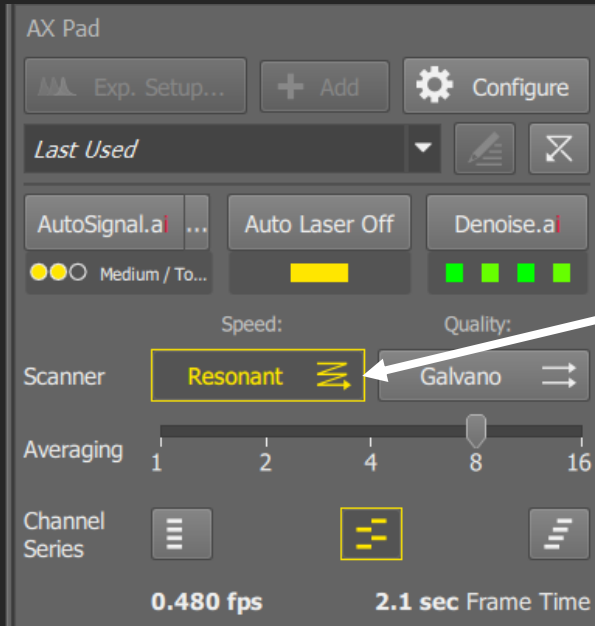 AX Pad
Exp. Setup...
Add
Configure
Last Used
AutoSignal.ai ...
Auto Laser Off
Denoise.ai
Medium / To...
Speed:
Quality:
Scanner
Resonant
Galvano
Averaging
1 2 4 8 16
Channel
Series
0.480 fps
2.1 sec Frame Time